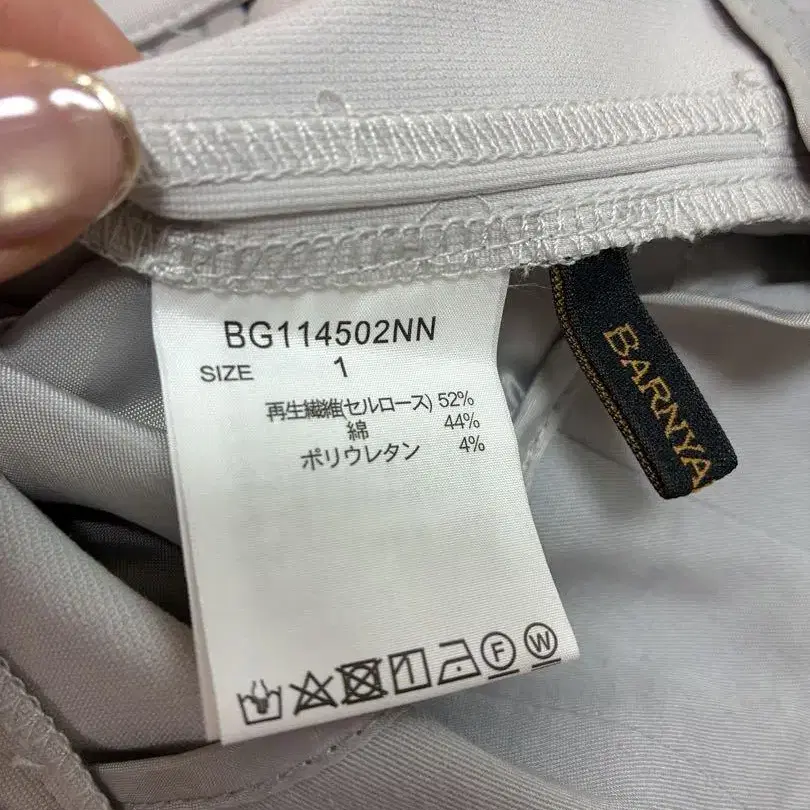 BG114502NN
SIZE 1
再生繊維(セルロース) 52%
綿 44%
ポリウレタン 4%
F W
BARNYA